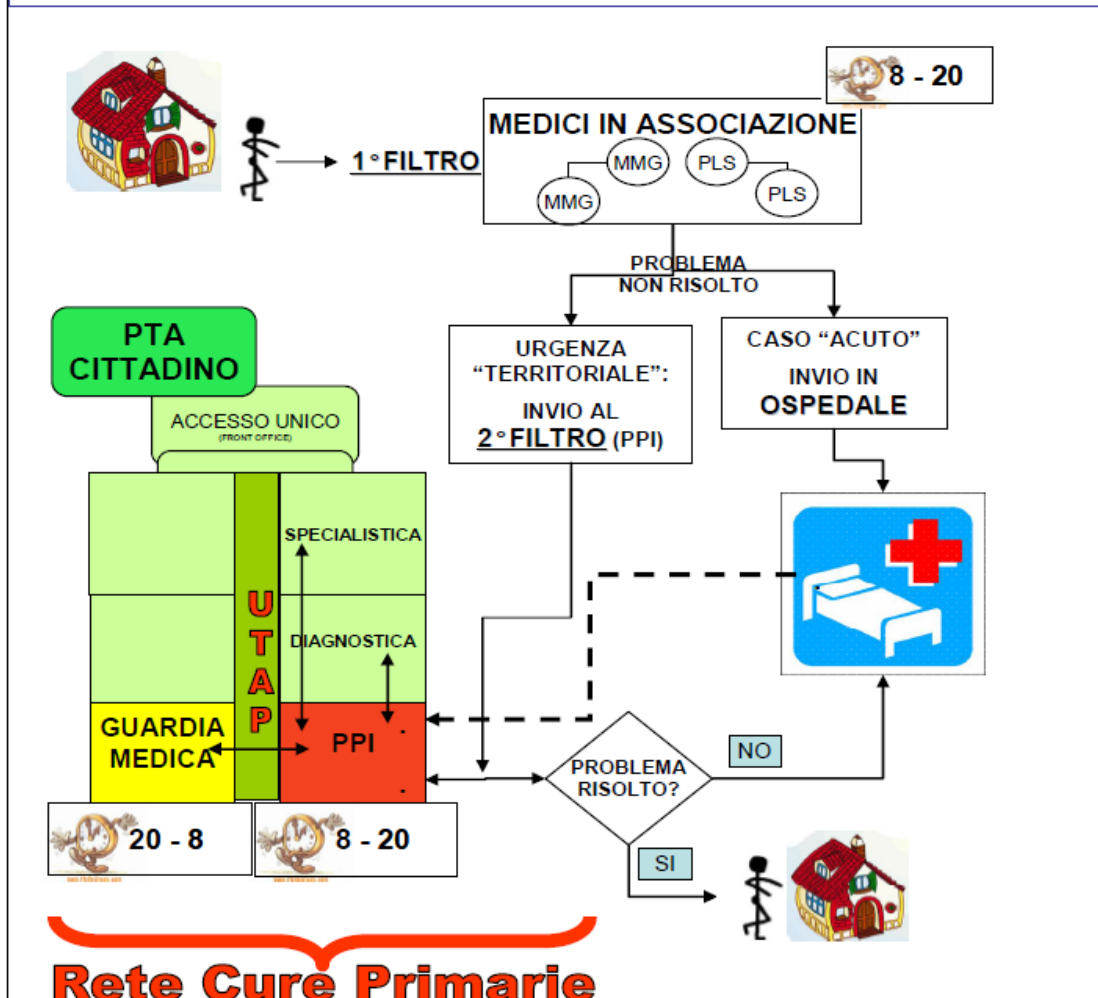 8 - 20
MEDICI IN ASSOCIAZIONE
1°FILTRO
MMG
PLS
MMG
PLS
PROBLEMA
NON RISOLTO
PTA
CITTADINO
URGENZA
“TERRITORIALE”:
INVIO AL
2°FILTRO (PPI)
CASO “ACUTO”
INVIO IN
OSPEDALE
ACCESSO UNICO
(FRONT OFFICE)
SPECIALISTICA
UTAP
DIAGNOSTICA
GUARDIA
MEDICA
PPI
PROBLEMA
RISOLTO?
NO
SI
20 - 8
8 - 20
Rete Cure Primarie